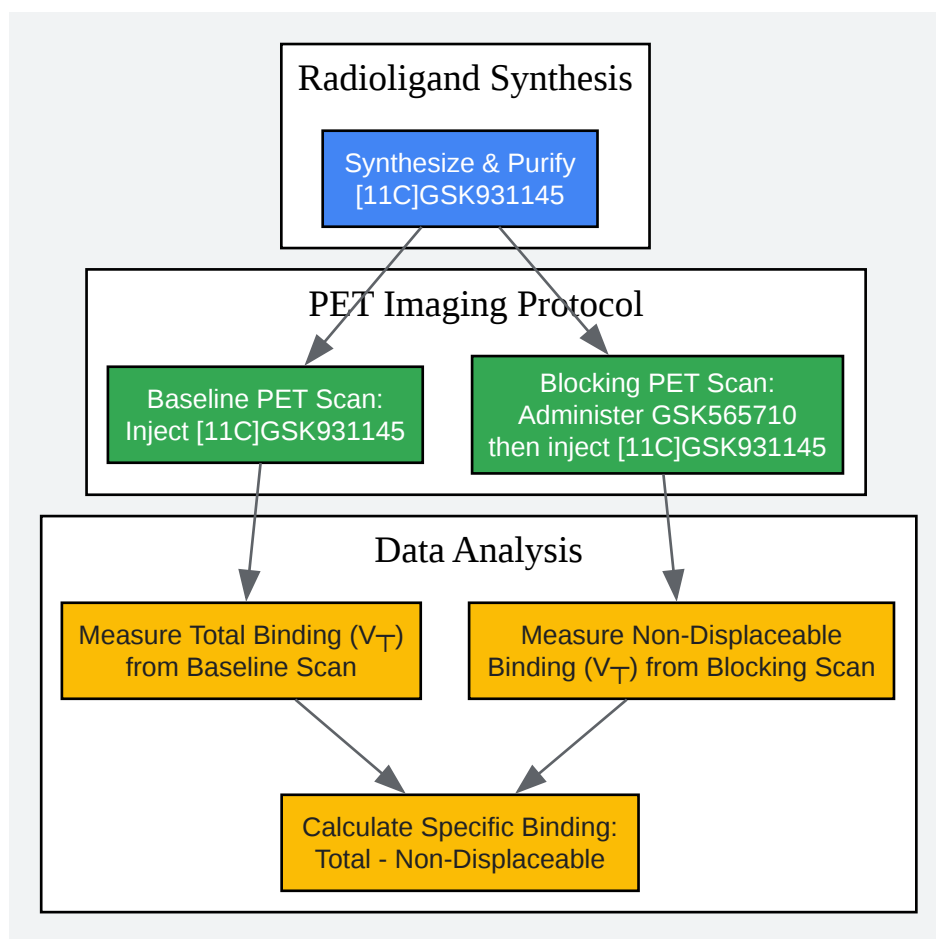 Radioligand Synthesis
Synthesize & Purify
[11C]GSK931145
PET Imaging Protocol
Baseline PET Scan:
Inject [11C]GSK931145
Blocking PET Scan:
Administer GSK565710
then inject [11C]GSK931145
Data Analysis
Measure Total Binding (V┬)
from Baseline Scan
Measure Non-Displaceable
Binding (V┬) from Blocking Scan
Calculate Specific Binding:
Total - Non-Displaceable